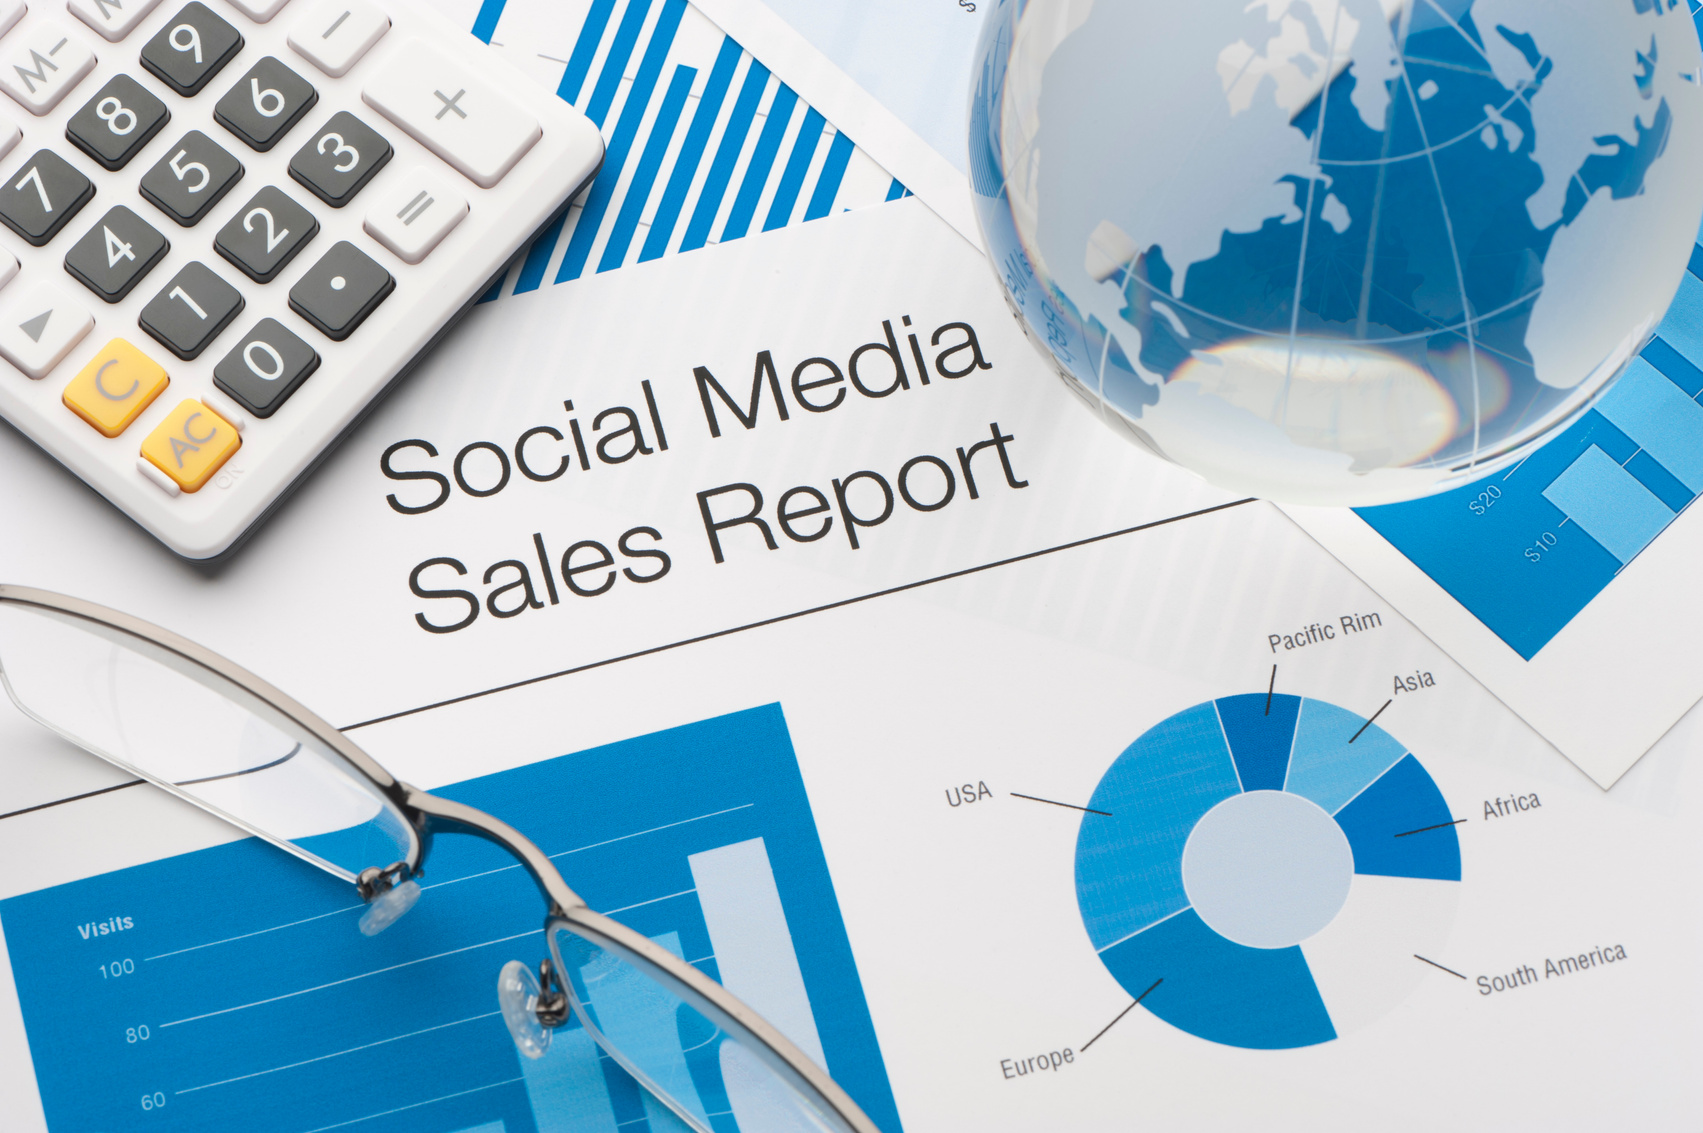 M-
9
−
8
6
+
7
5
3
4
2
=
1
•
C
0
AC
ON
$
Social Media
Sales Report
$20
$10
Pacific Rim
Asia
USA
Africa
South America
Europe
Visits
100
80
60